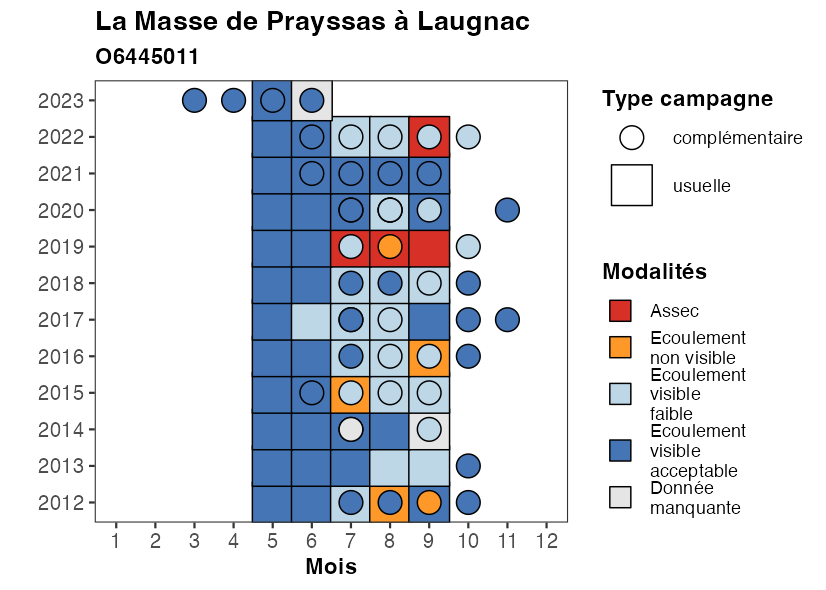 La Masse de Prayssas à Laugnac
O6445011
2023
2022
2021
2020
2019
2018
2017
2016
2015
2014
2013
2012
1 2 3 4 5 6 7 8 9 10 11 12
Mois
Type campagne
complémentaire
usuelle
Modalités
Assec
Ecoulement
non visible
Ecoulement
visible
faible
Ecoulement
visible
acceptable
Donnée
manquante